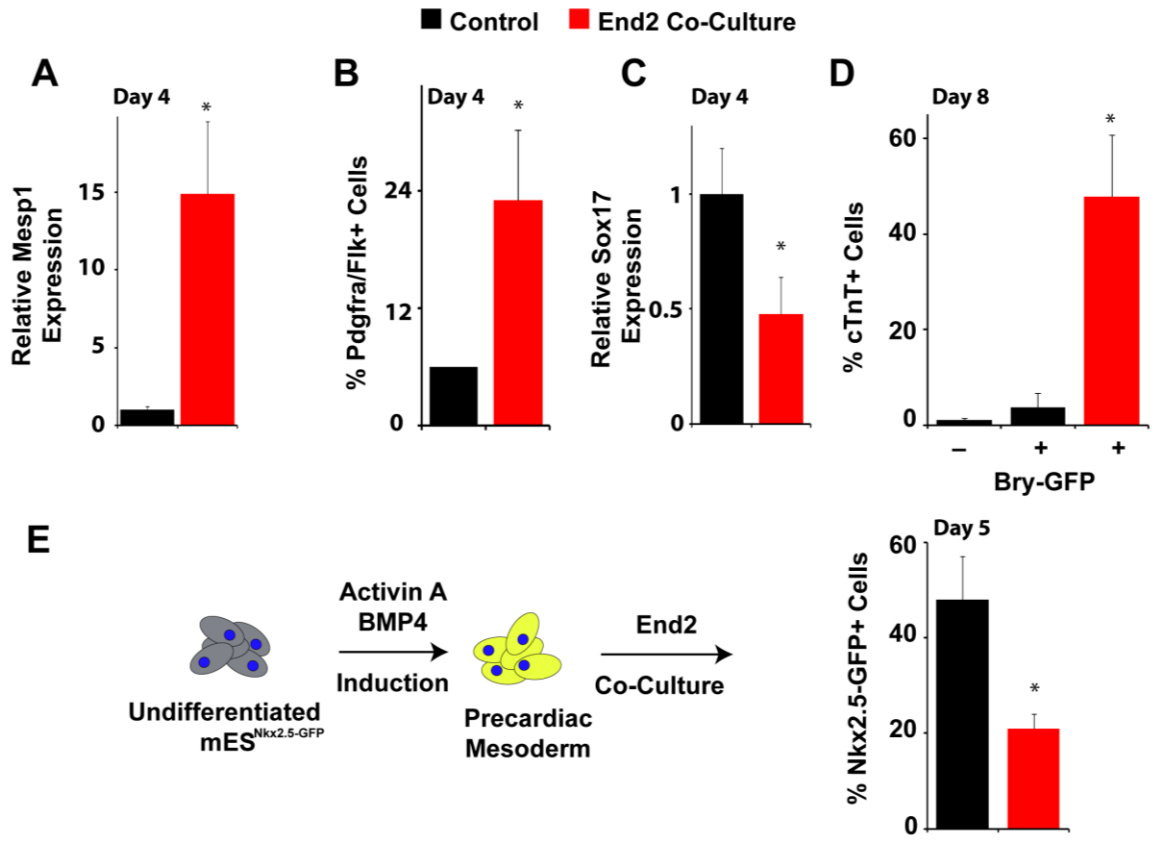 Control End2 Co-Culture
A
Day 4
*
Relative Mesp1
Expression
15
10
5
0
B
Day 4
*
% Pdgfra/Flk+ Cells
24
12
0
C
Day 4
*
Relative Sox17
Expression
1
0.5
0
D
Day 8
*
% cTnT+ Cells
60
40
20
0
– + +
Bry-GFP
E
Undifferentiated
mES^Nkx2.5-GFP
Activin A
BMP4
Induction
Precardiac
Mesoderm
End2
Co-Culture
Day 5
*
% Nkx2.5-GFP+ Cells
60
40
20
0